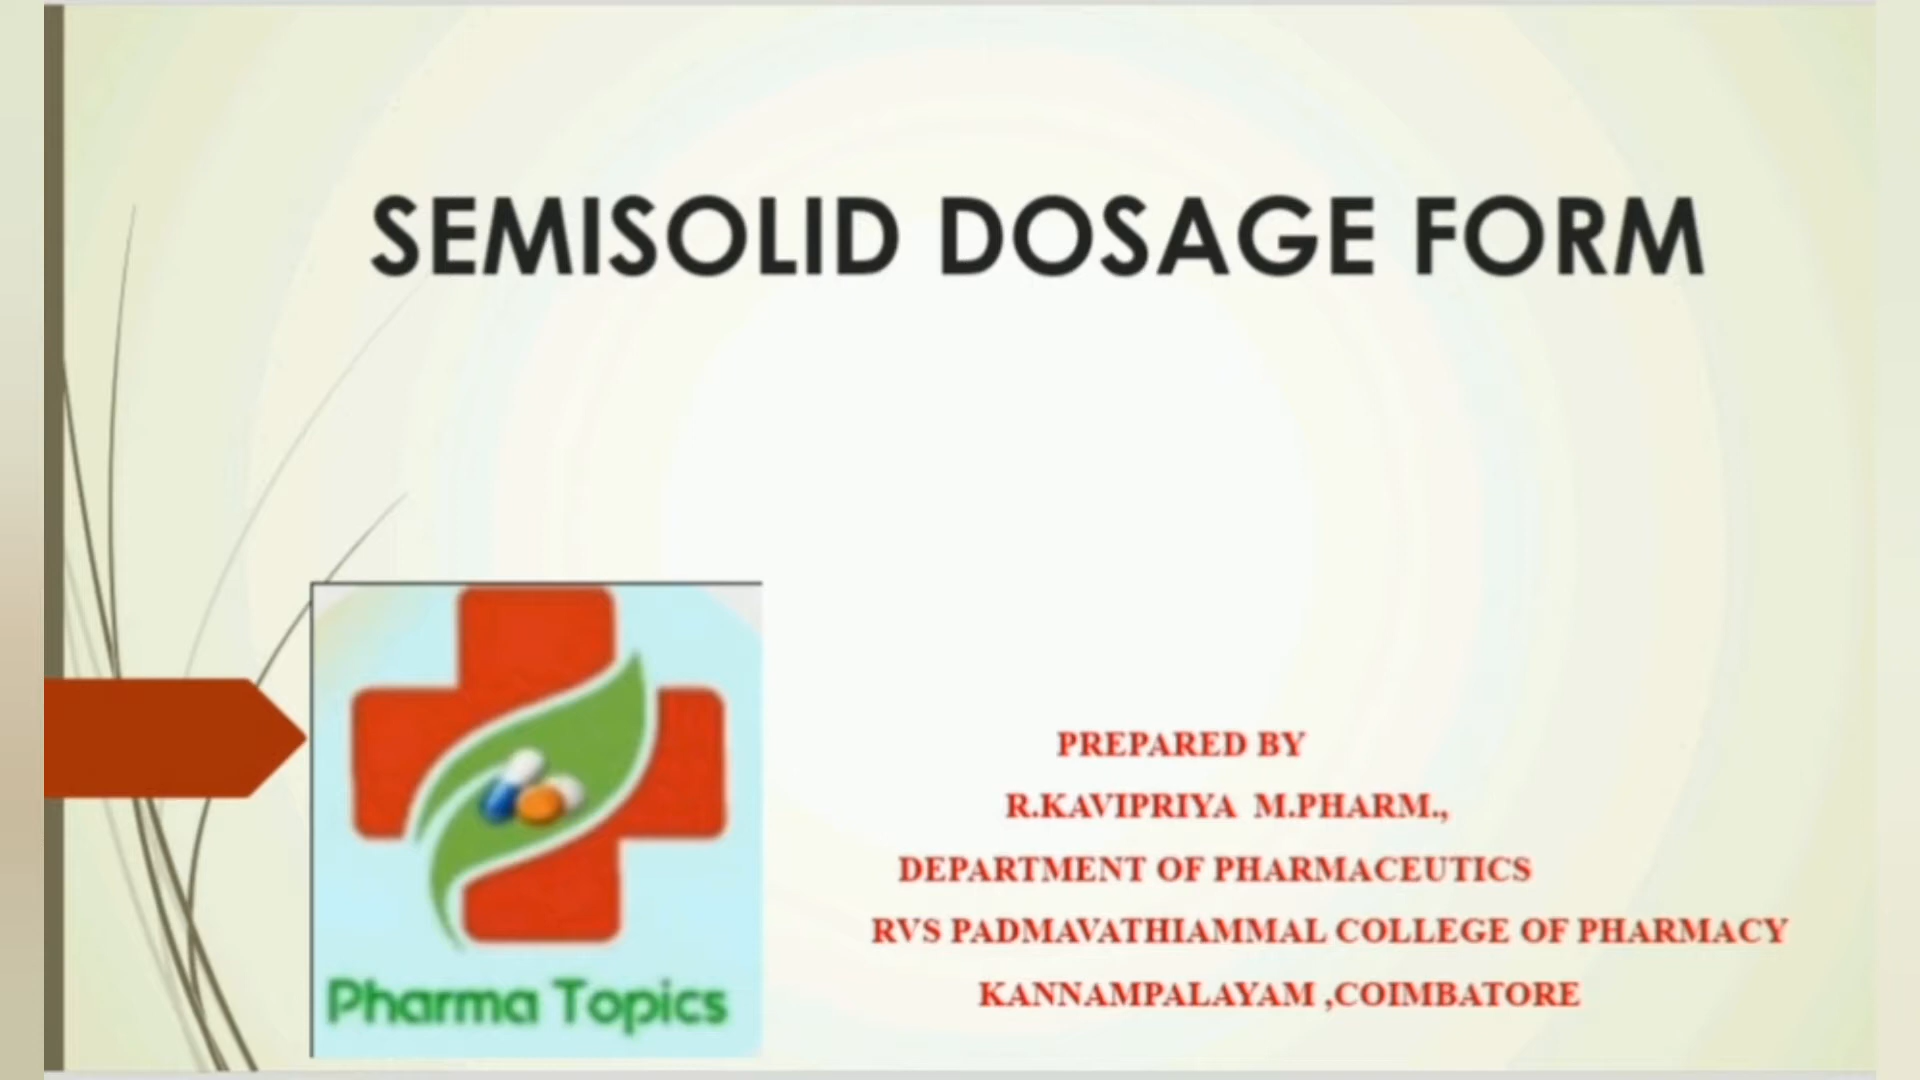 SEMISOLID DOSAGE FORM
PREPARED BY
R.KAVIPRIYA M.PHARM.,
DEPARTMENT OF PHARMACEUTICS
RVS PADMAVATHIAMMAL COLLEGE OF PHARMACY
KANNAMPALAYAM ,COIMBATORE
Pharma Topics